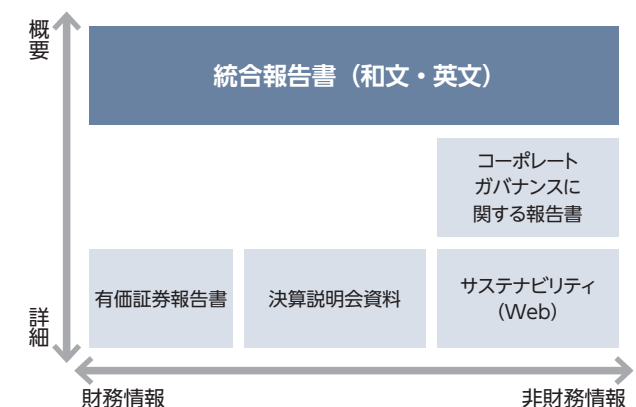 概要
統合報告書（和文・英文）
コーポレート
ガバナンスに
関する報告書
有価証券報告書
決算説明会資料
サステナビリティ
（Web）
詳細
財務情報
非財務情報